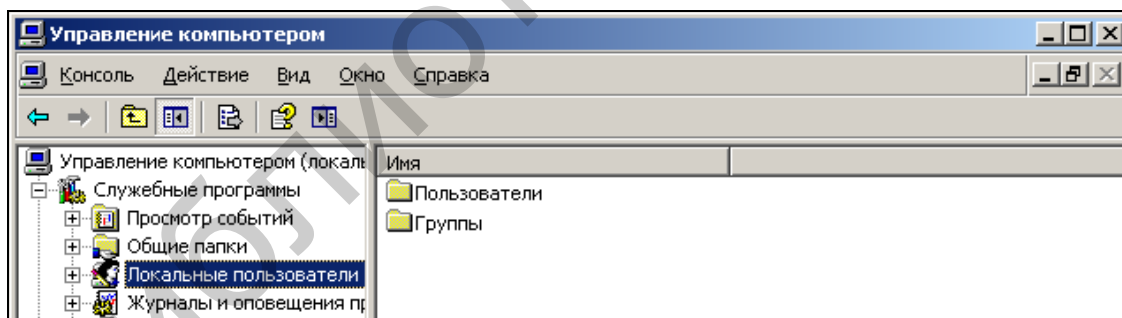 Управление компьютером
Консоль Действие Вид Окно Справка
Управление компьютером (локаль
Имя
Служебные программы
Пользователи
Просмотр событий
Группы
Общие папки
Локальные пользователи
Журналы и оповещения пр